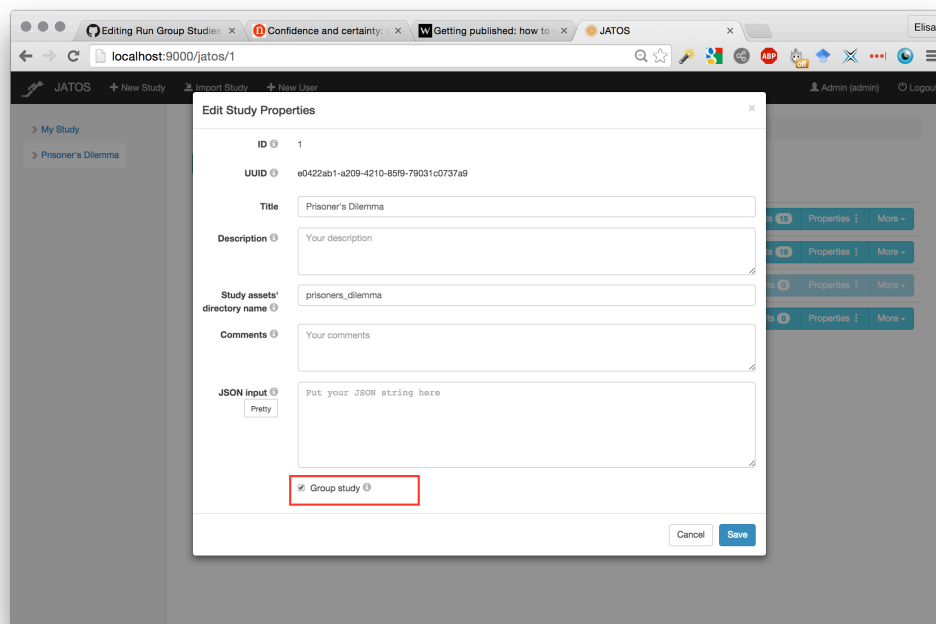 Editing Run Group Studies
Confidence and certainty:
Getting published: how to
JATOS
Elisa
localhost:9000/jatos/1
ABP
off
JATOS
New Study
Import Study
New User
Admin (admin)
Logout
My Study
Prisoner's Dilemma
Edit Study Properties
ID
1
UUID
e0422ab1-a209-4210-85f9-79031c0737a9
Title
Prisoner's Dilemma
Description
Your description
Study assets'
directory name
prisoners_dilemma
Comments
Your comments
JSON input
Pretty
Put your JSON string here
Group study
Cancel
Save
15 Properties More
16 Properties More
Properties More
8 Properties More